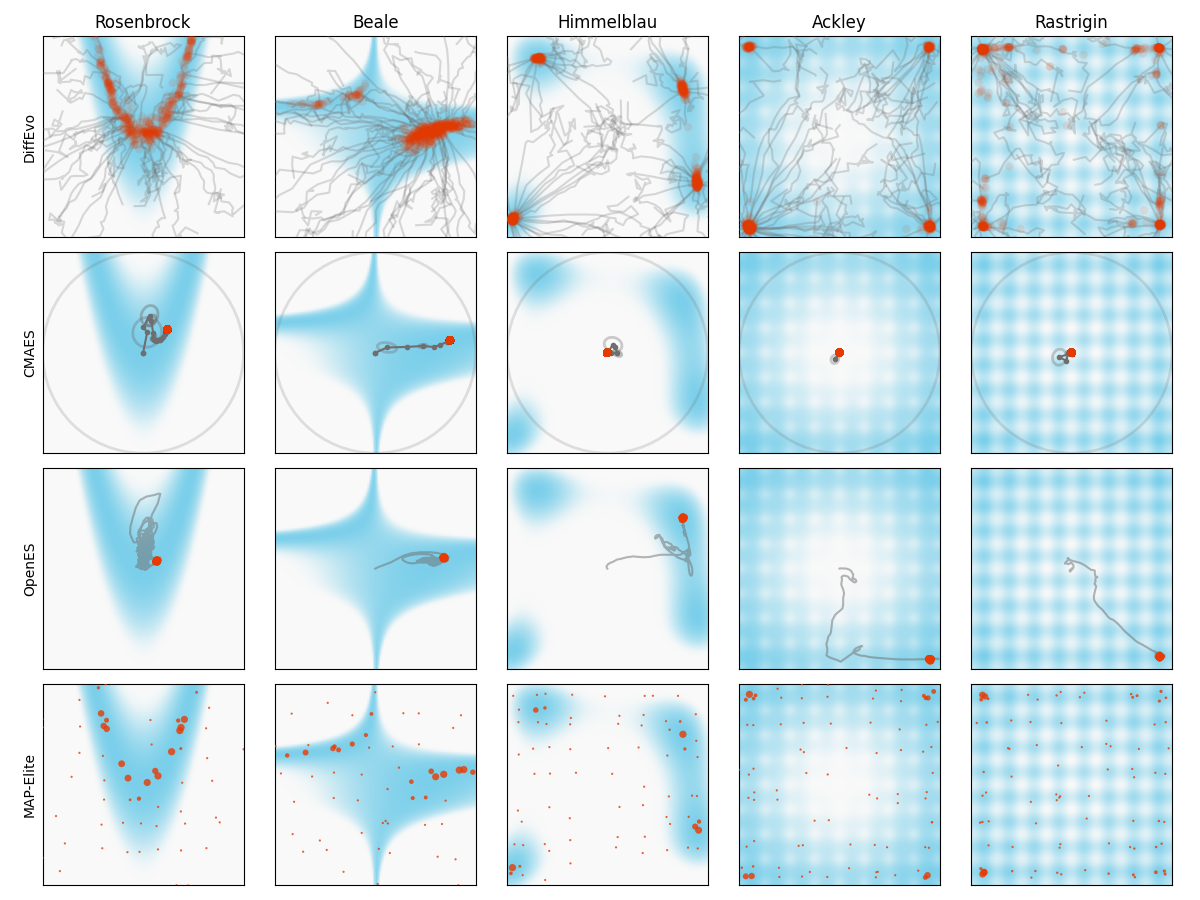 Rosenbrock Beale Himmelblau Ackley Rastrigin
DiffEvo
CMAES
OpenES
MAP-Elite